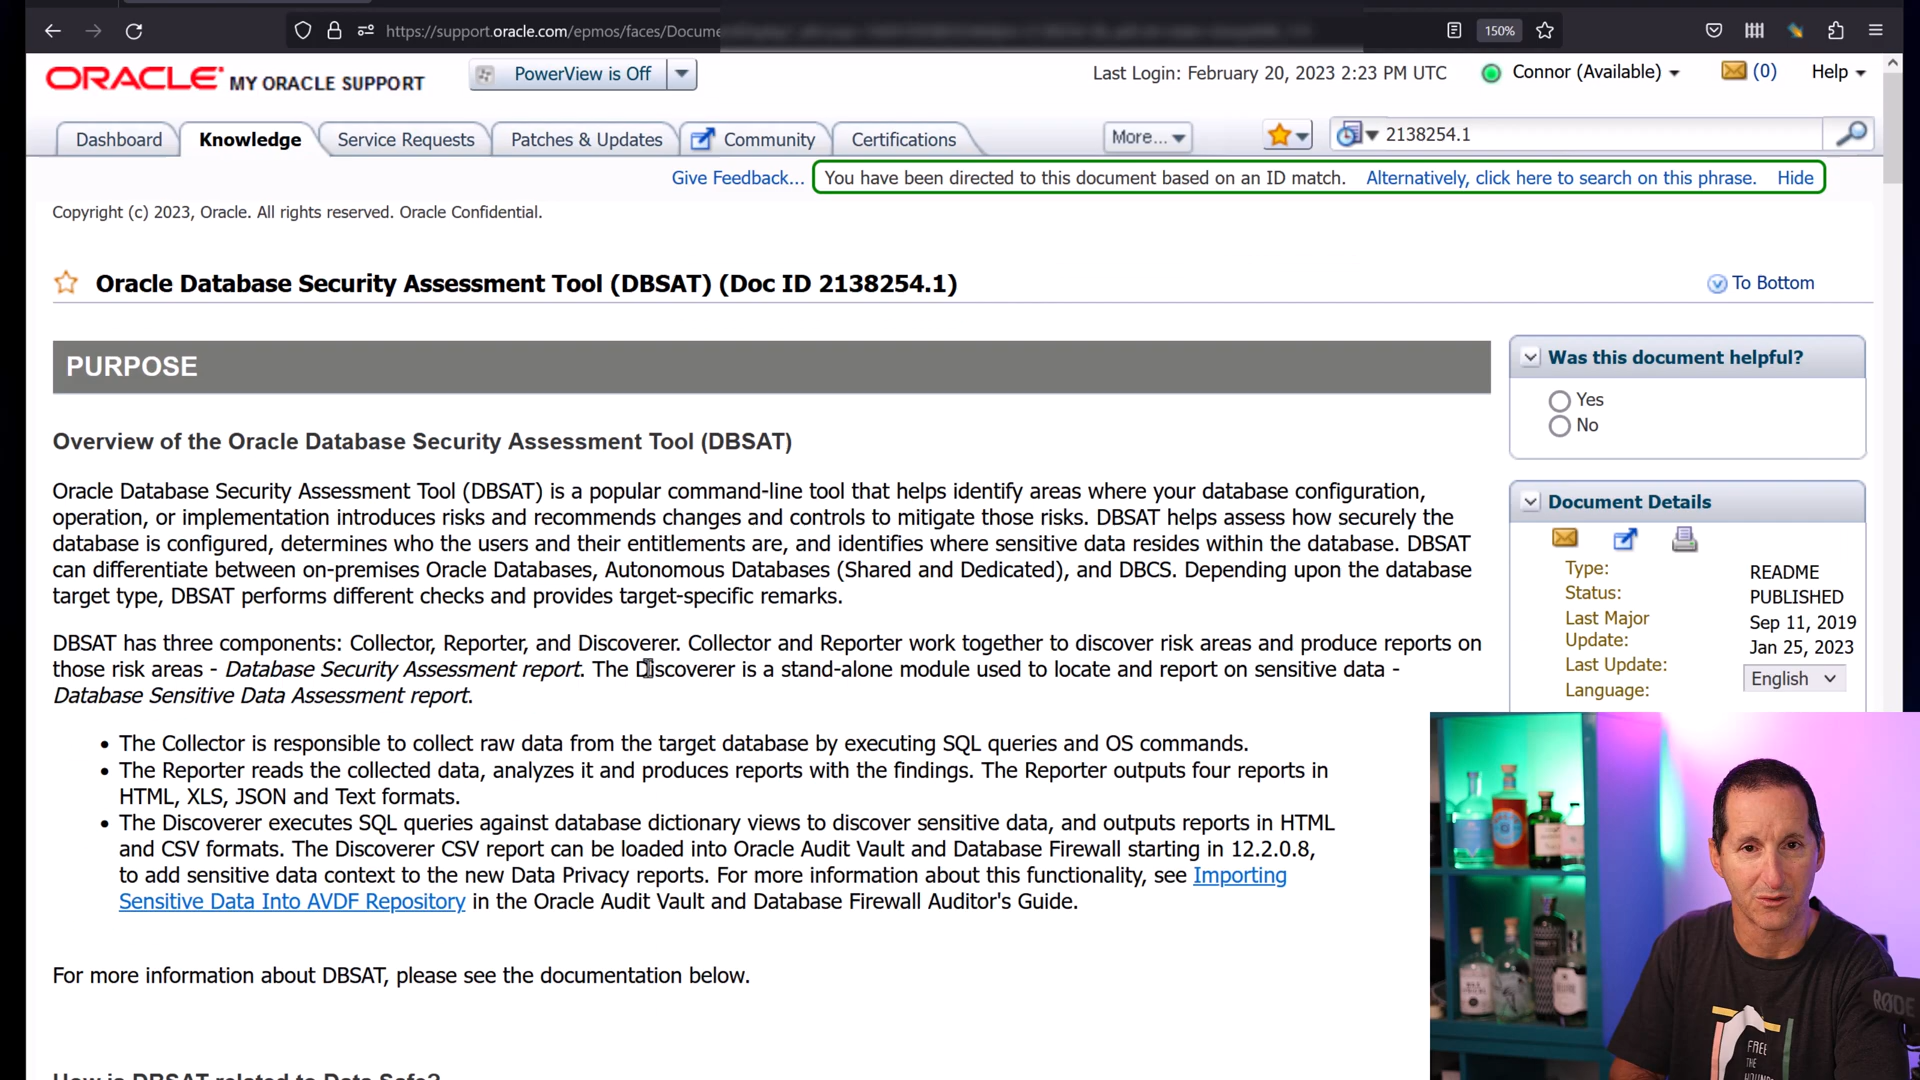 https://support.oracle.com/epmos/faces/Docume
150%
ORACLE MY ORACLE SUPPORT
PowerView is Off
Last Login: February 20, 2023 2:23 PM UTC
Connor (Available)
(0)
Help
Dashboard
Knowledge
Service Requests
Patches & Updates
Community
Certifications
More...
2138254.1
Give Feedback...
You have been directed to this document based on an ID match. Alternatively, click here to search on this phrase. Hide
Copyright (c) 2023, Oracle. All rights reserved. Oracle Confidential.
Oracle Database Security Assessment Tool (DBSAT) (Doc ID 2138254.1)
To Bottom
PURPOSE
Overview of the Oracle Database Security Assessment Tool (DBSAT)
Oracle Database Security Assessment Tool (DBSAT) is a popular command-line tool that helps identify areas where your database configuration,
operation, or implementation introduces risks and recommends changes and controls to mitigate those risks. DBSAT helps assess how securely the
database is configured, determines who the users and their entitlements are, and identifies where sensitive data resides within the database. DBSAT
can differentiate between on-premises Oracle Databases, Autonomous Databases (Shared and Dedicated), and DBCS. Depending upon the database
target type, DBSAT performs different checks and provides target-specific remarks.
DBSAT has three components: Collector, Reporter, and Discoverer. Collector and Reporter work together to discover risk areas and produce reports on
those risk areas - Database Security Assessment report. The Discoverer is a stand-alone module used to locate and report on sensitive data -
Database Sensitive Data Assessment report.
• The Collector is responsible to collect raw data from the target database by executing SQL queries and OS commands.
• The Reporter reads the collected data, analyzes it and produces reports with the findings. The Reporter outputs four reports in
HTML, XLS, JSON and Text formats.
• The Discoverer executes SQL queries against database dictionary views to discover sensitive data, and outputs reports in HTML
and CSV formats. The Discoverer CSV report can be loaded into Oracle Audit Vault and Database Firewall starting in 12.2.0.8,
to add sensitive data context to the new Data Privacy reports. For more information about this functionality, see Importing
Sensitive Data Into AVDF Repository in the Oracle Audit Vault and Database Firewall Auditor's Guide.
For more information about DBSAT, please see the documentation below.
How is DBSAT related to Data Safe?
Was this document helpful?
Yes
No
Document Details
Type: README
Status: PUBLISHED
Last Major Update: Sep 11, 2019
Last Update: Jan 25, 2023
Language: English
RØDE
FREE
THE